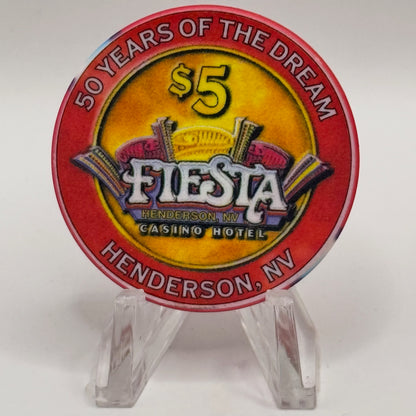 50 YEARS OF THE DREAM
$5
FIESTA
HENDERSON, NV
CASINO HOTEL
HENDERSON, NV